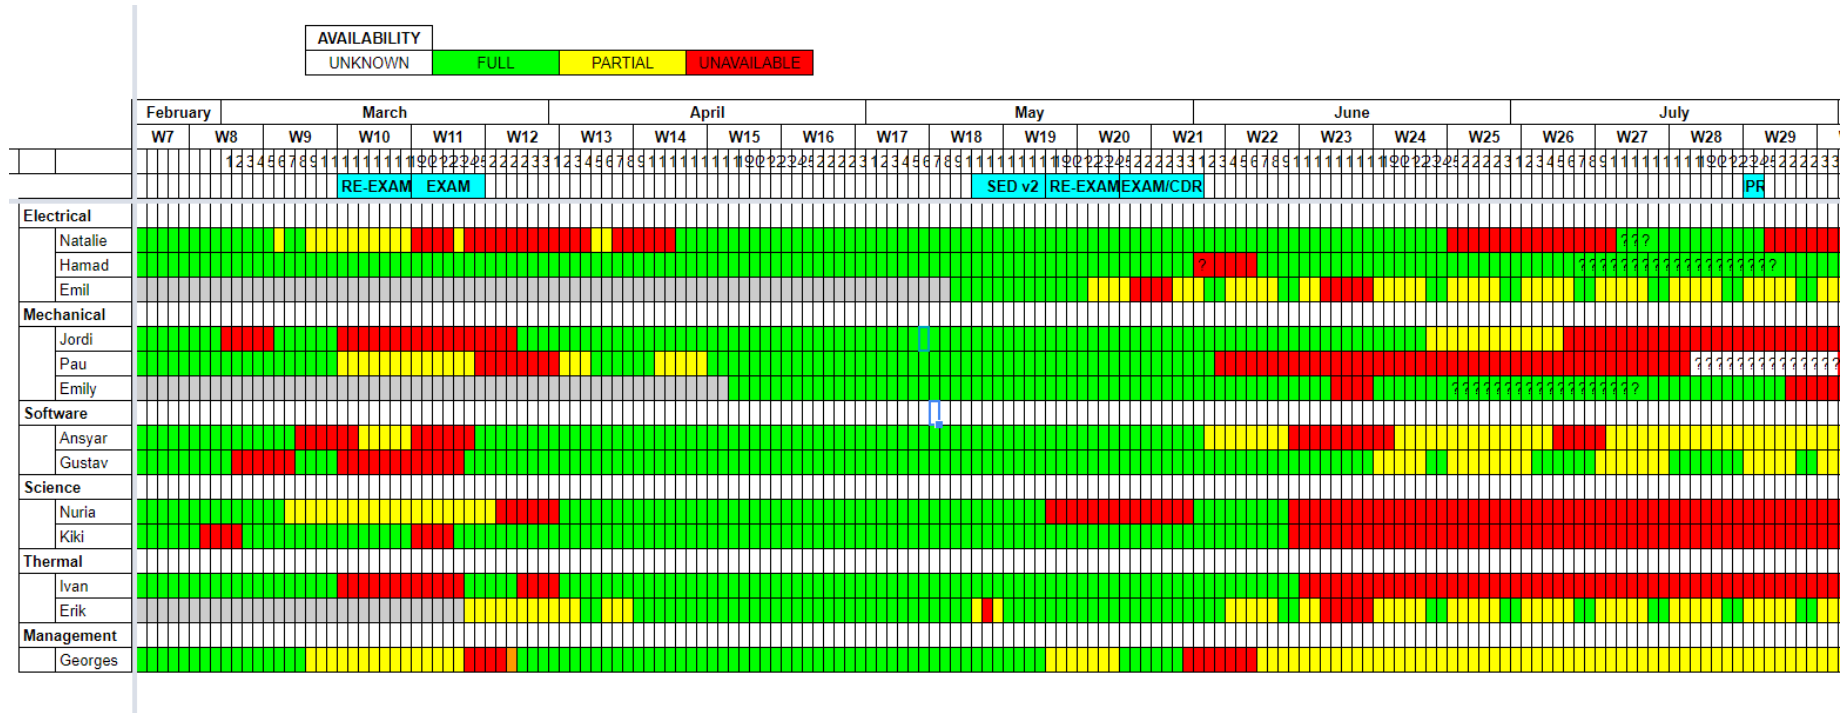 AVAILABILITY
UNKNOWN FULL PARTIAL UNAVAILABLE
February March April May June July
W7 W8 W9 W10 W11 W12 W13 W14 W15 W16 W17 W18 W19 W20 W21 W22 W23 W24 W25 W26 W27 W28 W29
RE-EXAM EXAM SED v2 RE-EXAM EXAM/CDR PR
Electrical
Natalie ? ? ?
Hamad ?
Emil
Mechanical
Jordi
Pau
Emily
Software
Ansyar
Gustav
Science
Nuria
Kiki
Thermal
Ivan
Erik
Management
Georges